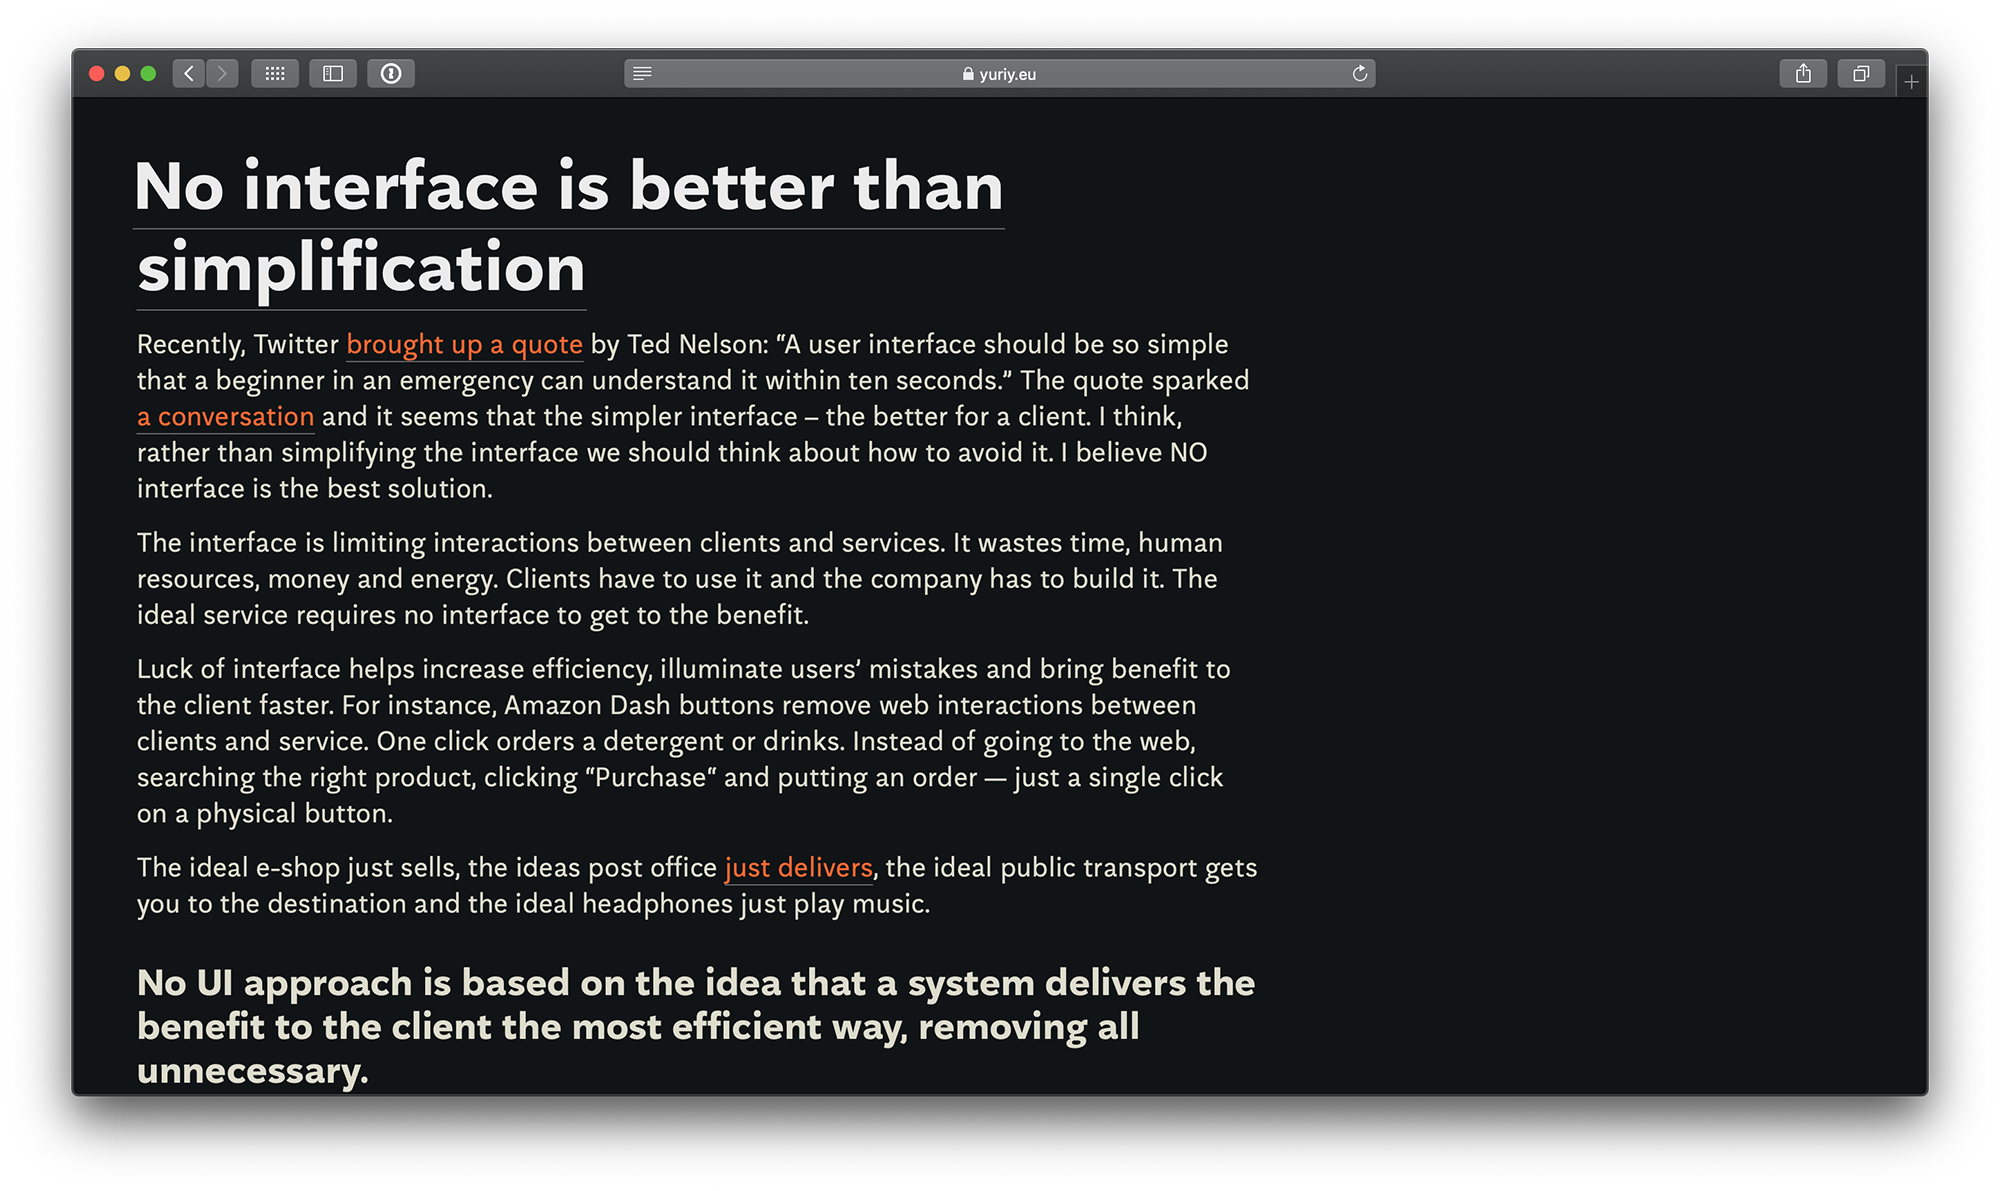 yuriy.eu
No interface is better than
simplification
Recently, Twitter brought up a quote by Ted Nelson: “A user interface should be so simple
that a beginner in an emergency can understand it within ten seconds.” The quote sparked
a conversation and it seems that the simpler interface – the better for a client. I think,
rather than simplifying the interface we should think about how to avoid it. I believe NO
interface is the best solution.
The interface is limiting interactions between clients and services. It wastes time, human
resources, money and energy. Clients have to use it and the company has to build it. The
ideal service requires no interface to get to the benefit.
Luck of interface helps increase efficiency, illuminate users’ mistakes and bring benefit to
the client faster. For instance, Amazon Dash buttons remove web interactions between
clients and service. One click orders a detergent or drinks. Instead of going to the web,
searching the right product, clicking “Purchase“ and putting an order — just a single click
on a physical button.
The ideal e-shop just sells, the ideas post office just delivers, the ideal public transport gets
you to the destination and the ideal headphones just play music.
No UI approach is based on the idea that a system delivers the
benefit to the client the most efficient way, removing all
unnecessary.